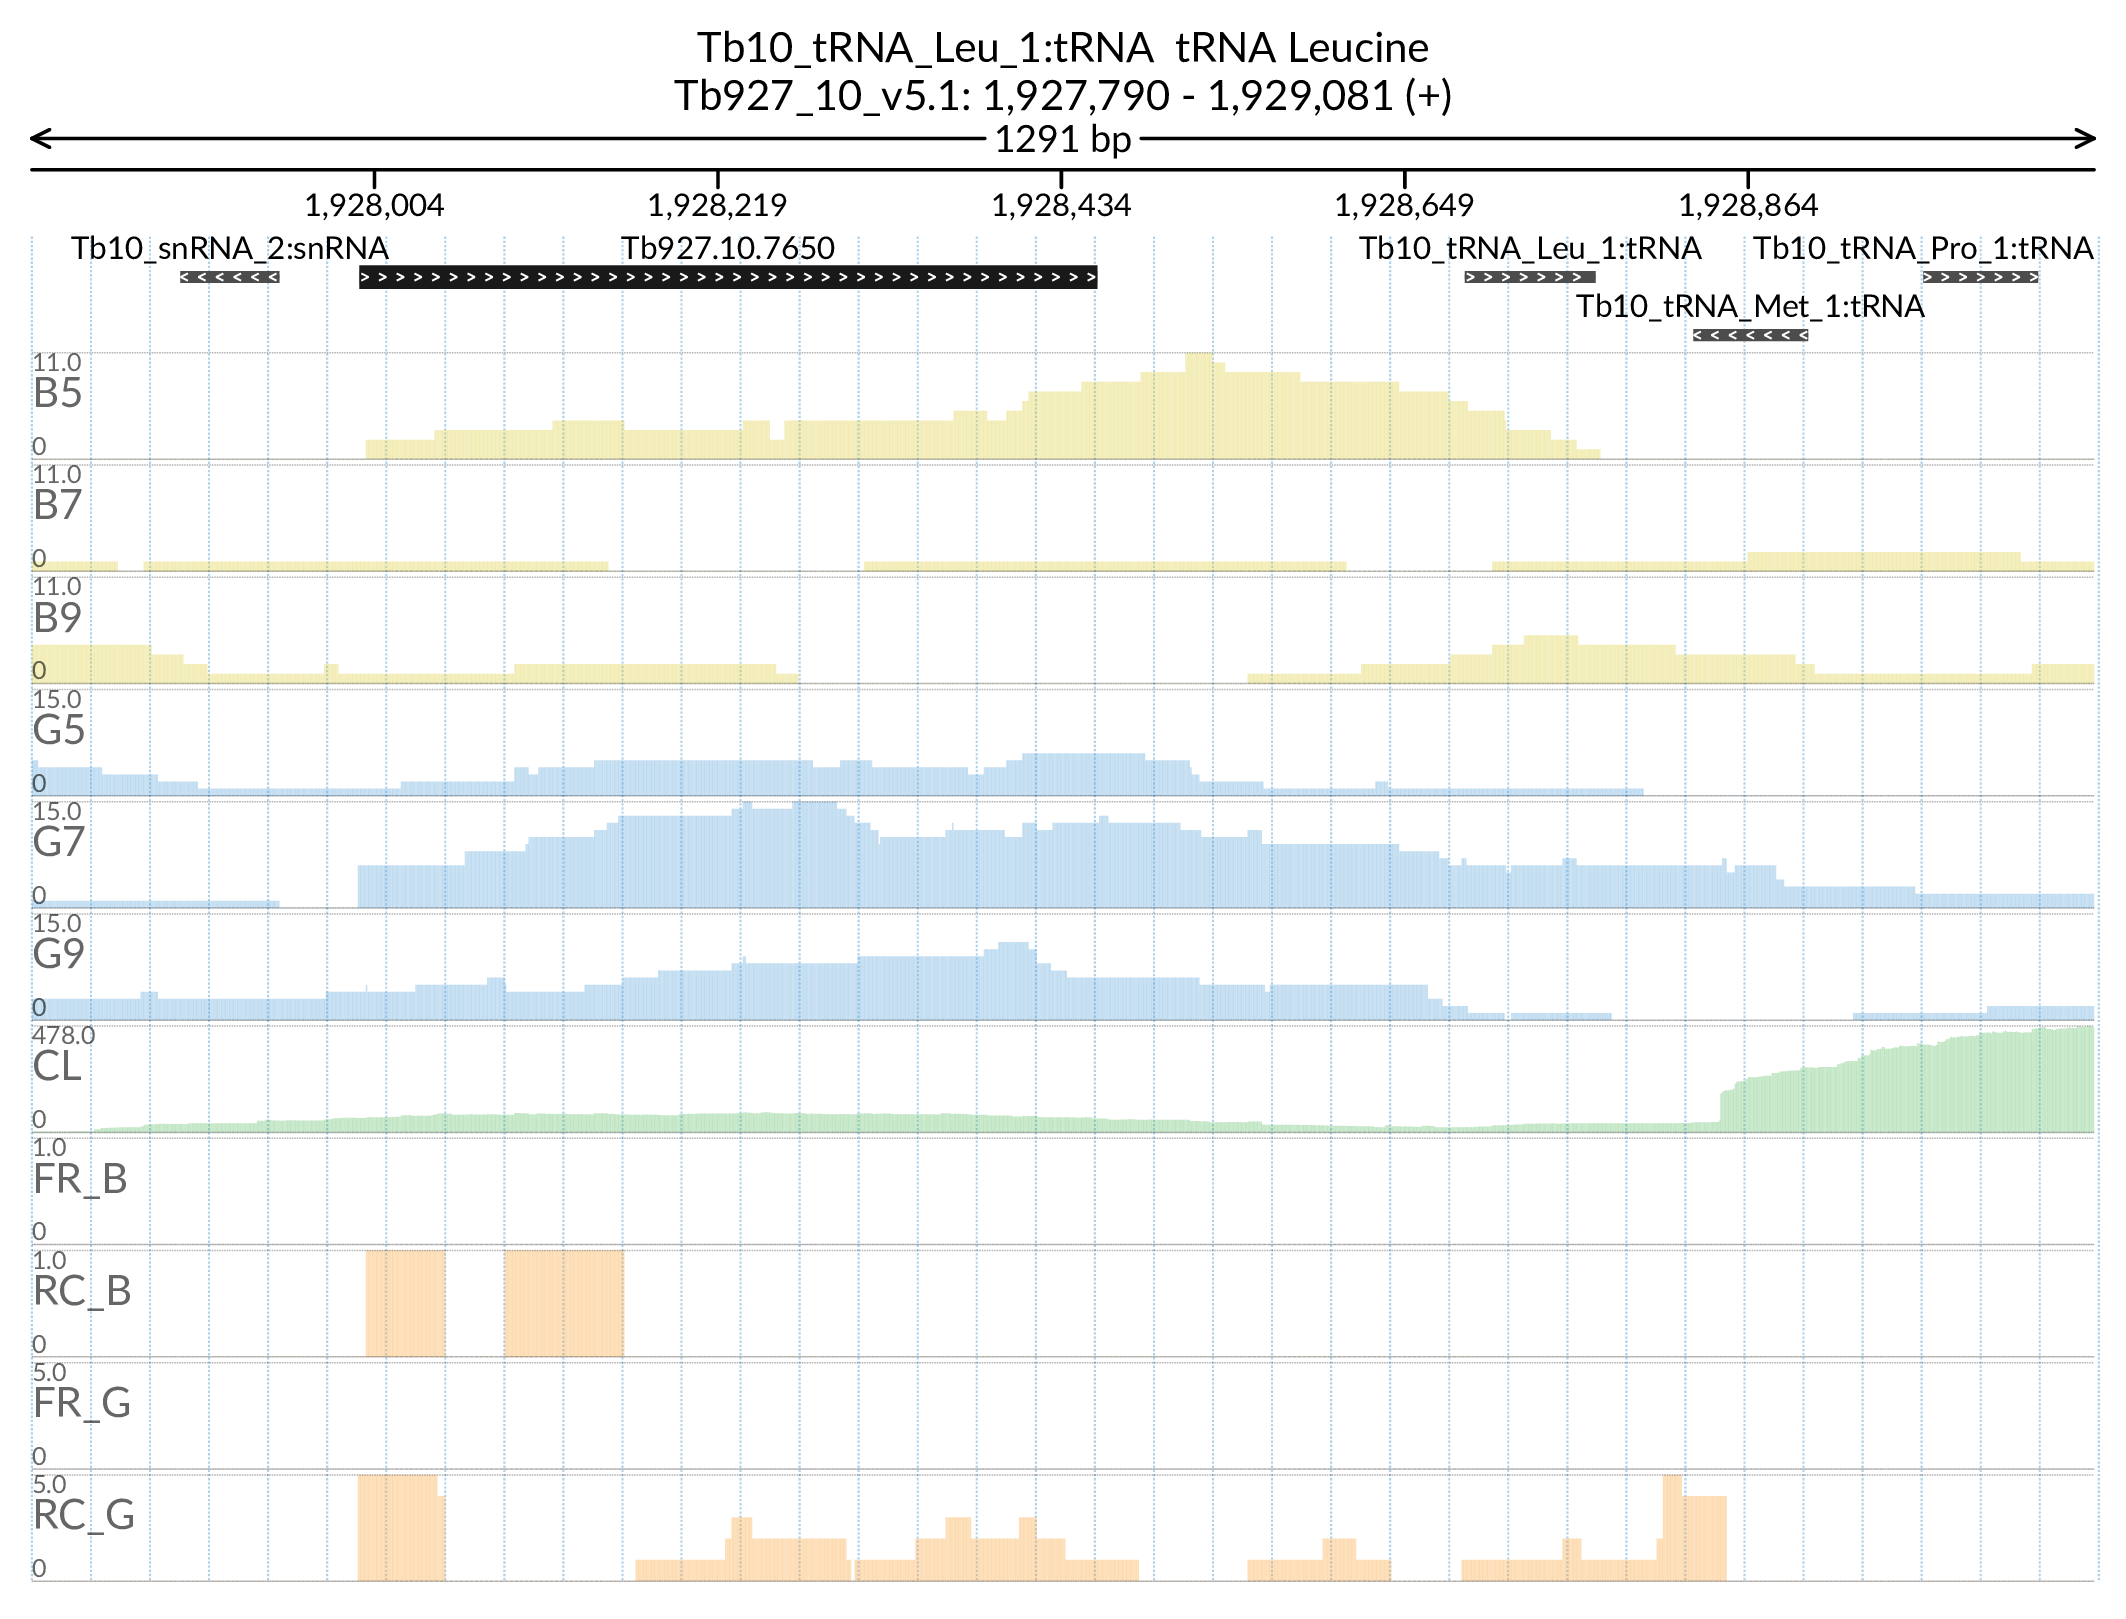 Tb10_tRNA_Leu_1:tRNA tRNA Leucine
Tb927_10_v5.1: 1,927,790 - 1,929,081 (+)
1291 bp
1,928,004 1,928,219 1,928,434 1,928,649 1,928,864
Tb10_snRNA_2:snRNA Tb927.10.7650 Tb10_tRNA_Leu_1:tRNA Tb10_tRNA_Pro_1:tRNA
Tb10_tRNA_Met_1:tRNA
11.0
B5
0
11.0
B7
0
11.0
B9
0
15.0
G5
0
15.0
G7
0
15.0
G9
0
478.0
CL
0
1.0
FR_B
0
1.0
RC_B
0
5.0
FR_G
0
5.0
RC_G
0